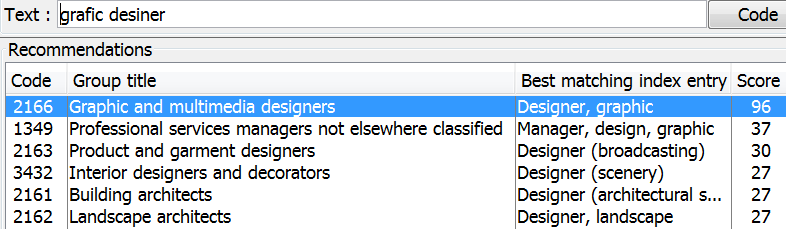 Text : grafic desiner Code
Recommendations
Code Group title Best matching index entry Score
2166 Graphic and multimedia designers Designer, graphic 96
1349 Professional services managers not elsewhere classified Manager, design, graphic 37
2163 Product and garment designers Designer (broadcasting) 30
3432 Interior designers and decorators Designer (scenery) 27
2161 Building architects Designer (architectural s... 27
2162 Landscape architects Designer, landscape 27